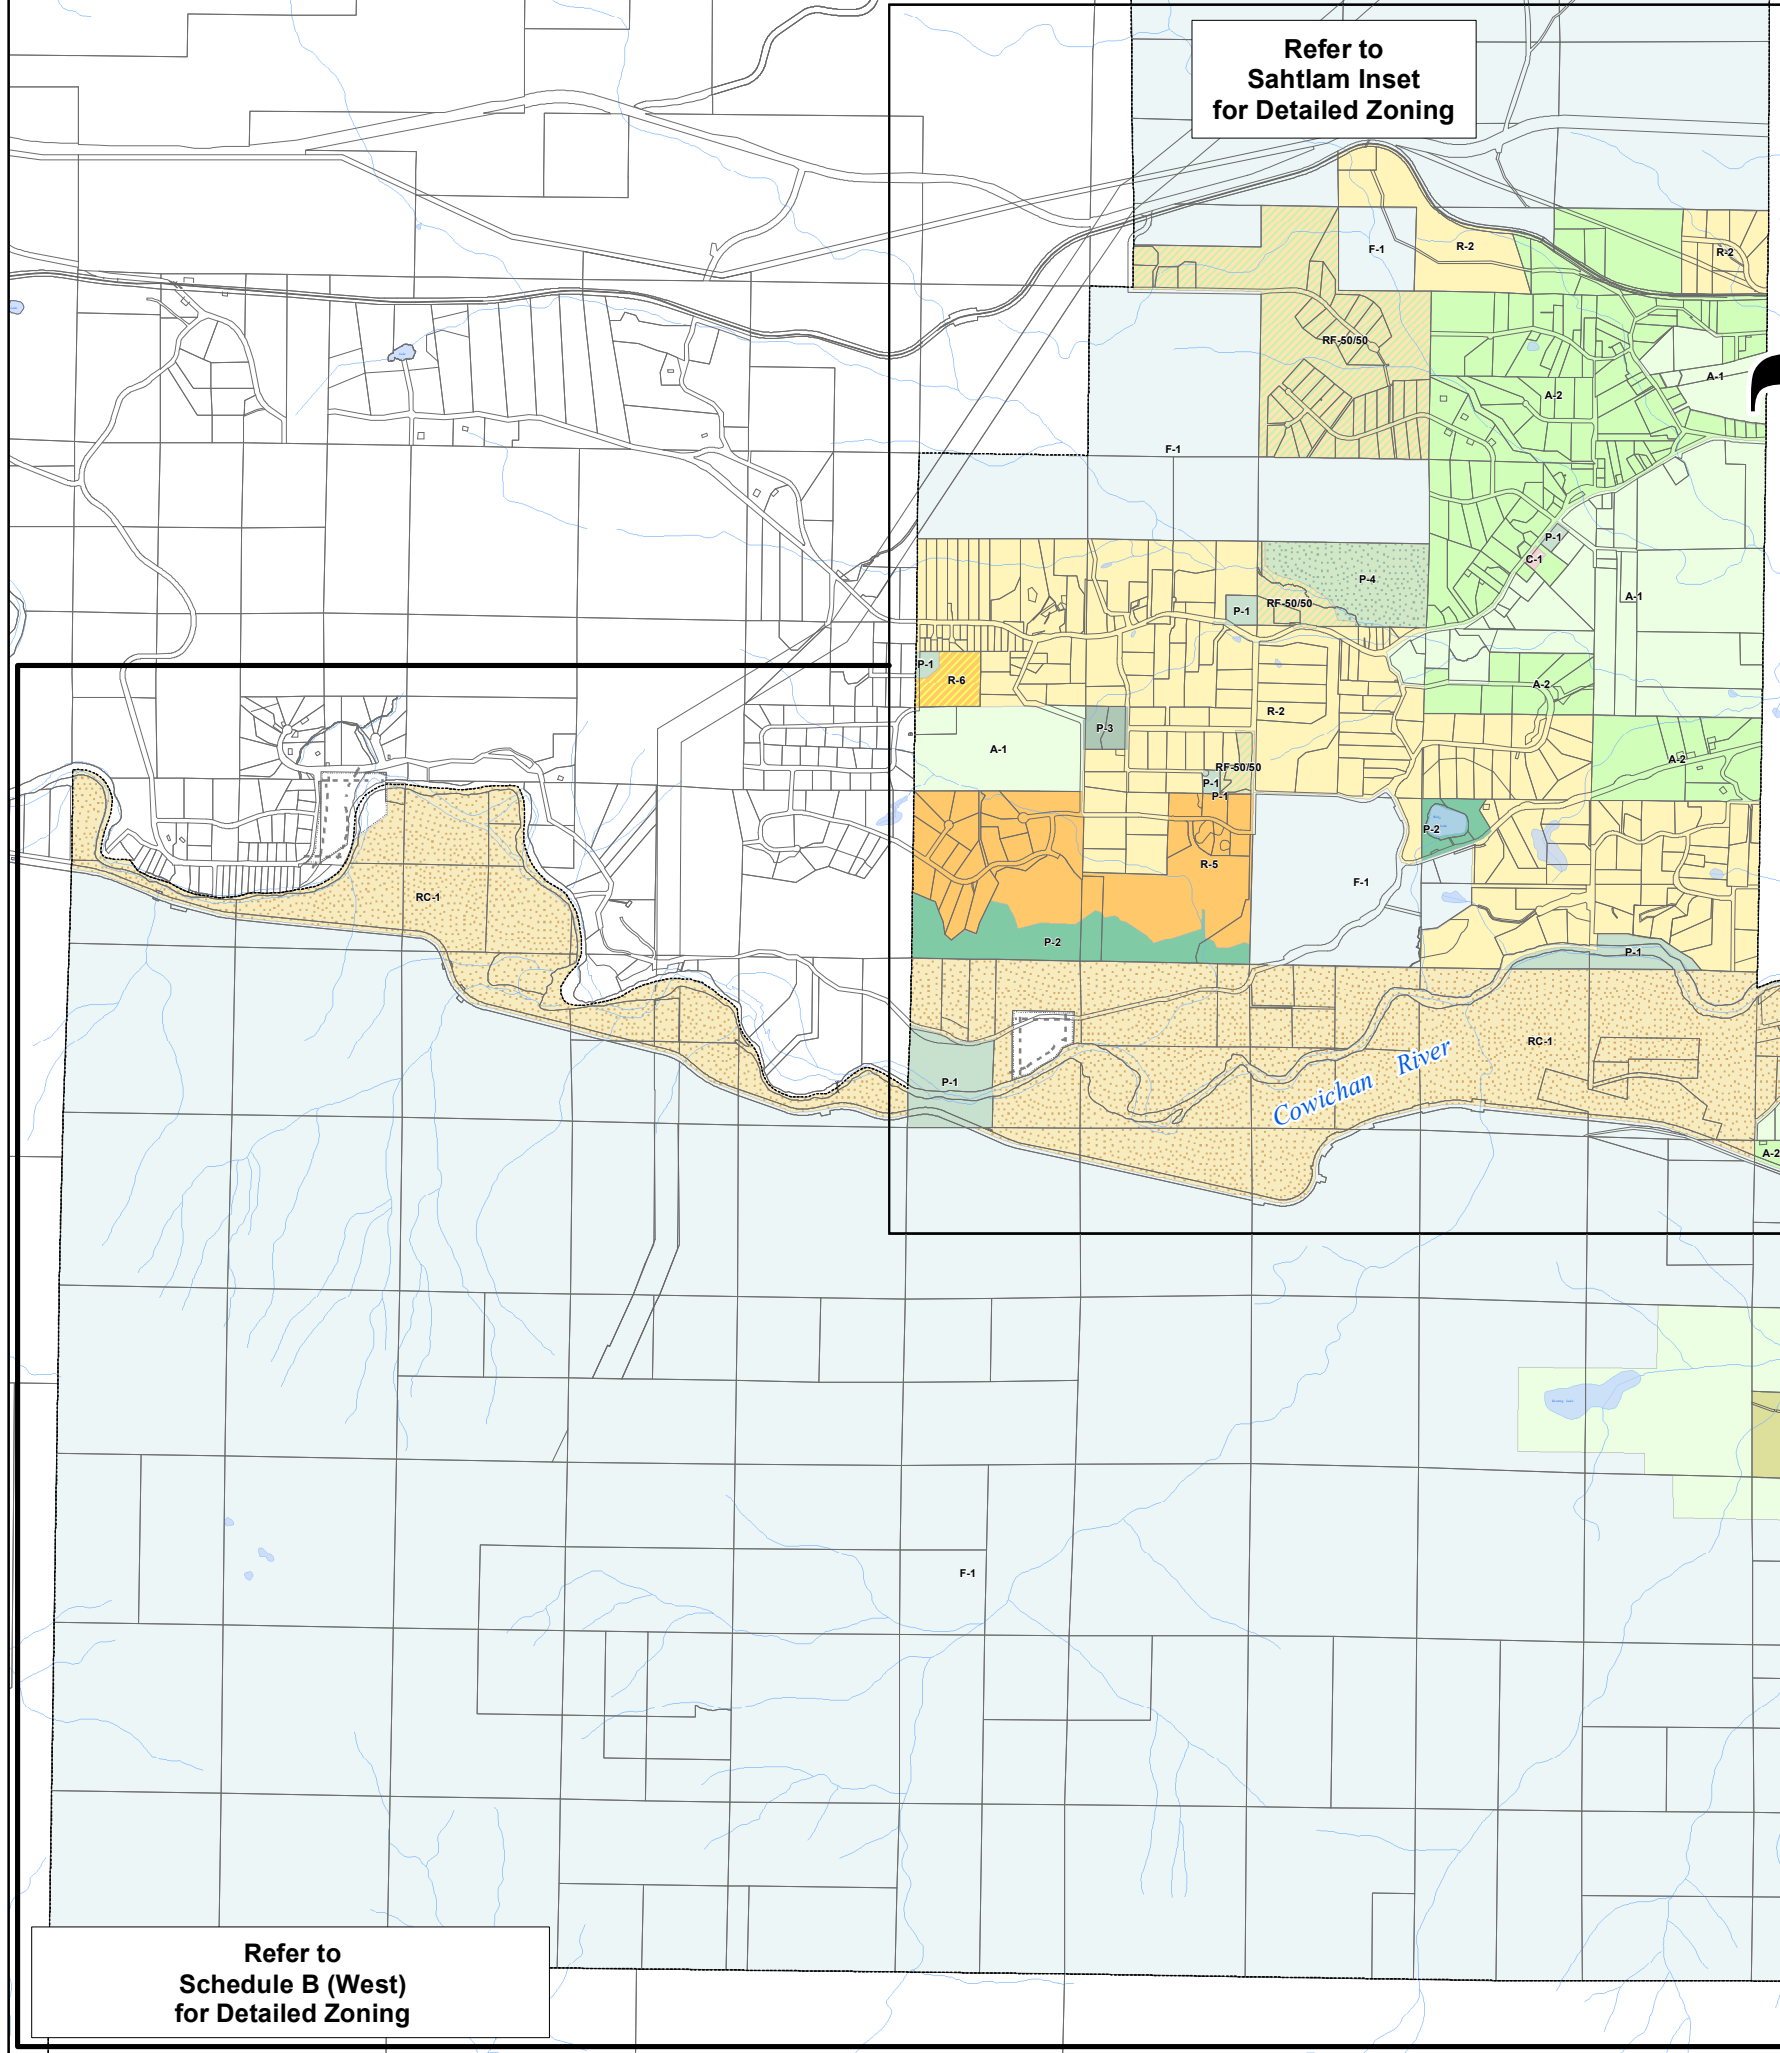 Refer to
Sahtlam Inset
for Detailed Zoning
F-1
R-2
R-2
RF-50/50
A-1
A-2
F-1
P-1
C-1
P-4
A-1
P-1
RF-50/50
P-1
R-6
A-2
R-2
P-3
A-1
A-2
RF-50/50
P-1
P-1
P-2
R-5
F-1
RC-1
P-2
P-1
RC-1
Cowichan River
P-1
A-2
F-1
Refer to
Schedule B (West)
for Detailed Zoning